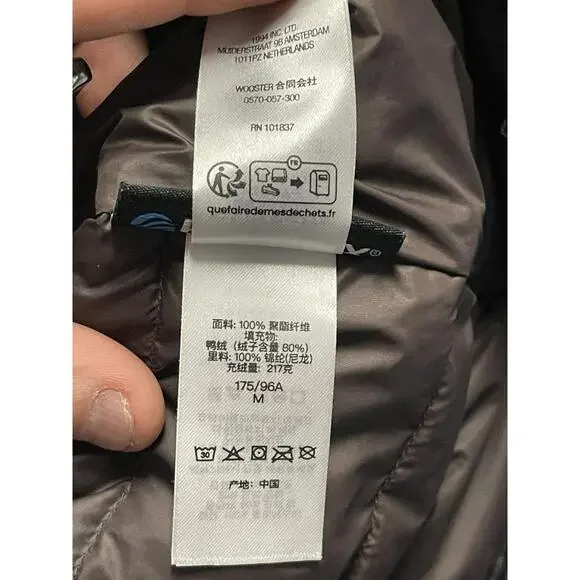 1994 INC. LTD.
MUIDERSTRAAT 9B AMSTERDAM
1011PZ NETHERLANDS
WOOSTER 合同会社
0570-057-300
RN 101837
FR
quefairedemesdechets.fr
Y®
面料: 100% 聚酯纤维
填充物:
鸭绒（绒子含量 80%）
里料: 100% 锦纶(尼龙)
充绒量: 217克
175/96A
M
30
产地: 中国